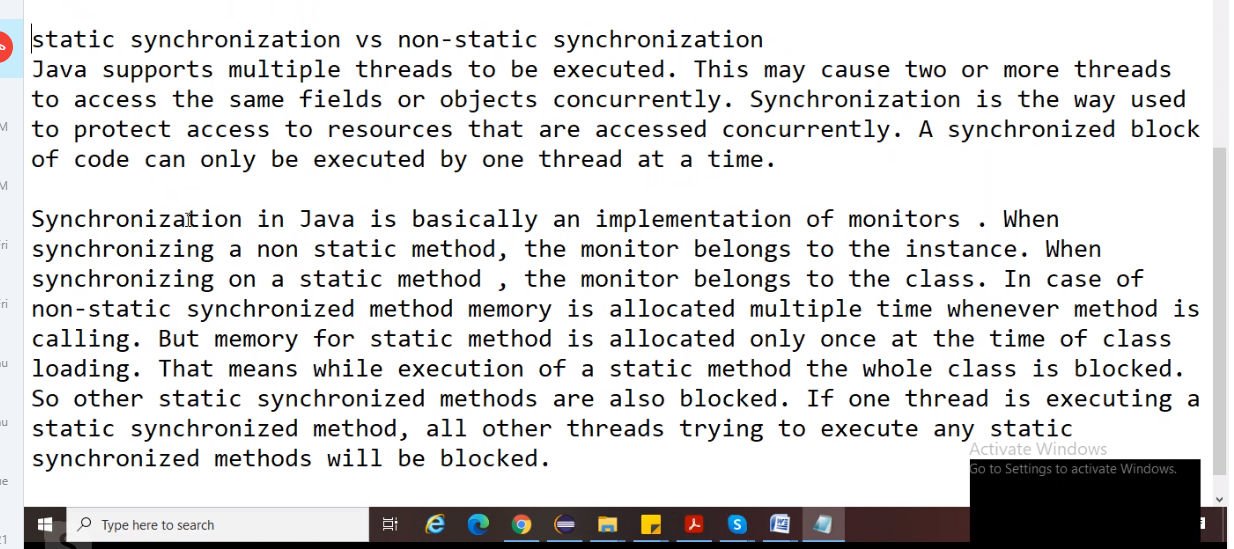 static synchronization vs non-static synchronization
Java supports multiple threads to be executed. This may cause two or more threads
to access the same fields or objects concurrently. Synchronization is the way used
to protect access to resources that are accessed concurrently. A synchronized block
of code can only be executed by one thread at a time.
Synchronization in Java is basically an implementation of monitors . When
synchronizing a non static method, the monitor belongs to the instance. When
synchronizing on a static method , the monitor belongs to the class. In case of
non-static synchronized method memory is allocated multiple time whenever method is
calling. But memory for static method is allocated only once at the time of class
loading. That means while execution of a static method the whole class is blocked.
So other static synchronized methods are also blocked. If one thread is executing a
static synchronized method, all other threads trying to execute any static
synchronized methods will be blocked.
Activate Windows
Go to Settings to activate Windows.
Type here to search